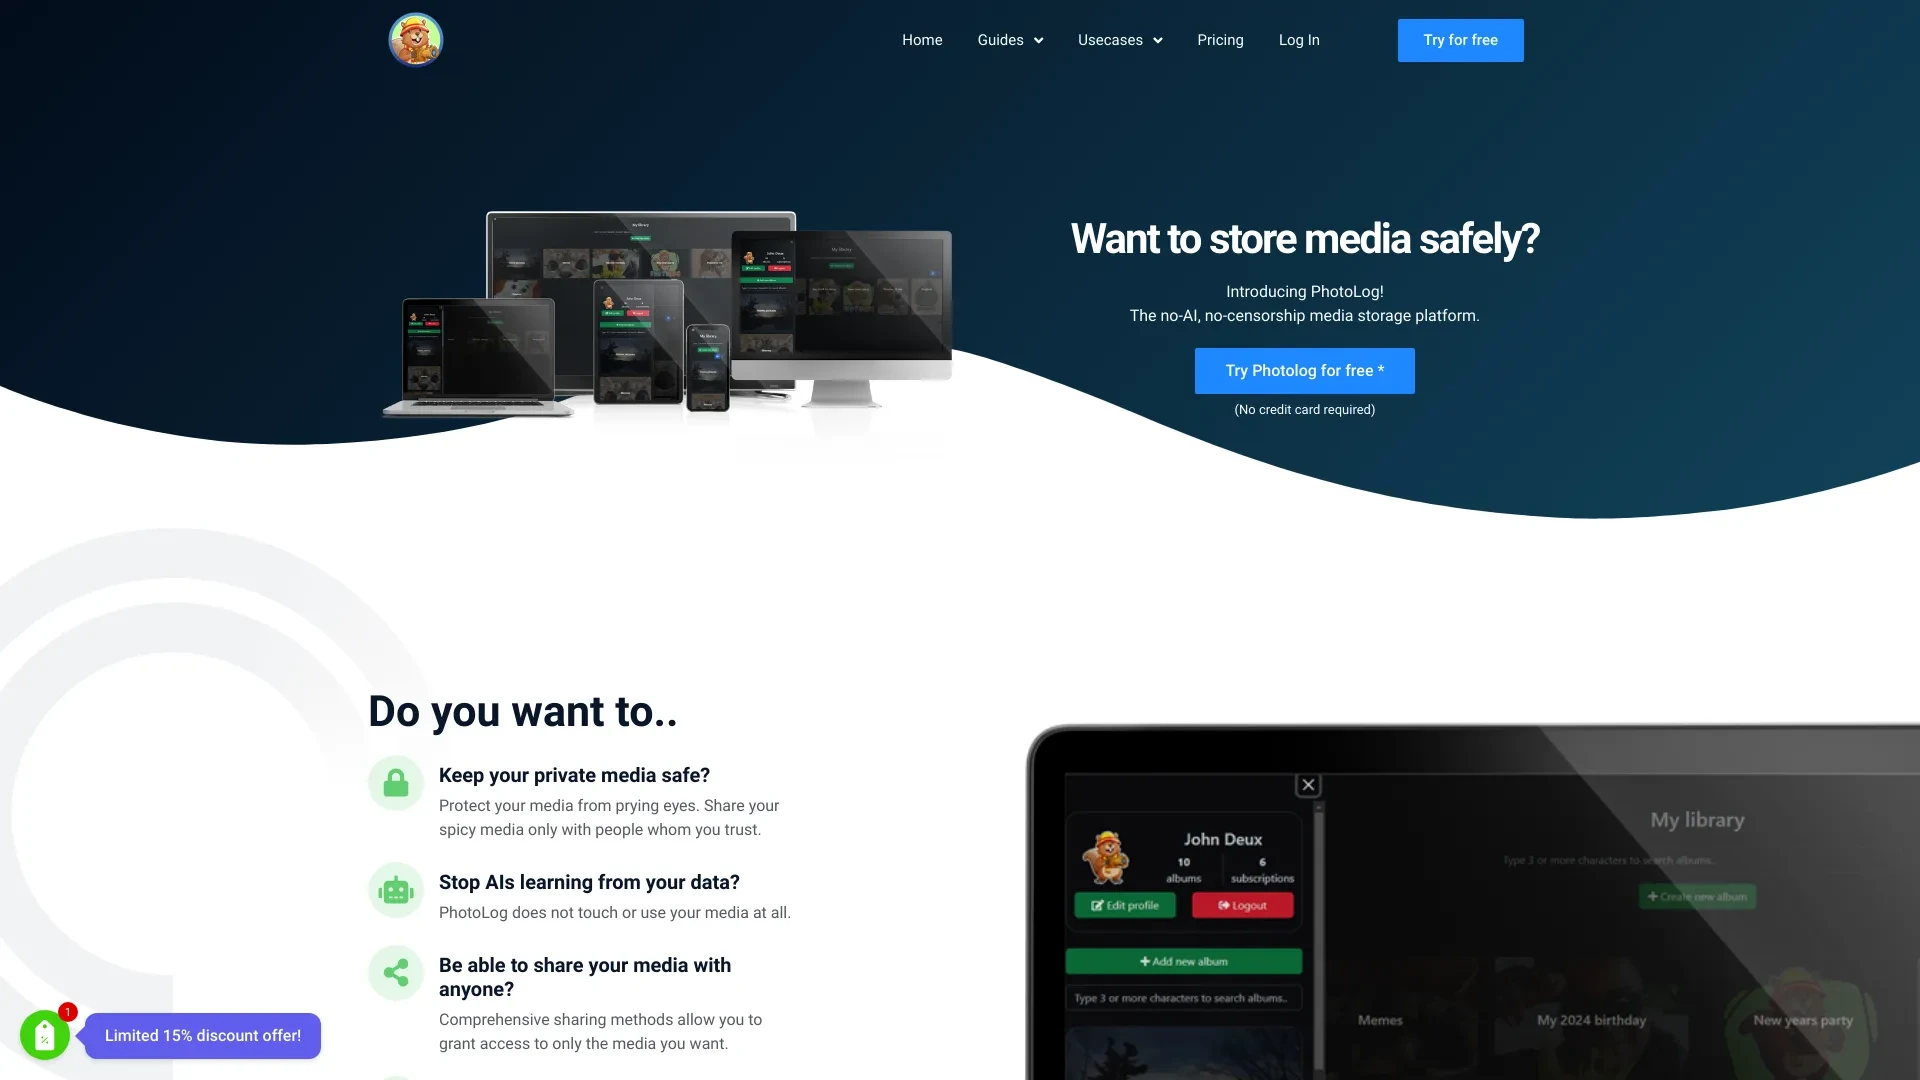 Home
Guides
Usecases
Pricing
Log In
Try for free
Want to store media safely?
Introducing PhotoLog!
The no-AI, no-censorship media storage platform.
Try Photolog for free *
(No credit card required)
Do you want to..
Keep your private media safe?
Protect your media from prying eyes. Share your
spicy media only with people whom you trust.
Stop AIs learning from your data?
PhotoLog does not touch or use your media at all.
Be able to share your media with
anyone?
Comprehensive sharing methods allow you to
grant access to only the media you want.
1
Limited 15% discount offer!
John Deux
10
albums
6
subscriptions
Edit profile
Logout
Add new album
Type 3 or more characters to search albums..
My library
Type 3 or more characters to search albums..
Create new album
Memes
My 2024 birthday
New years party